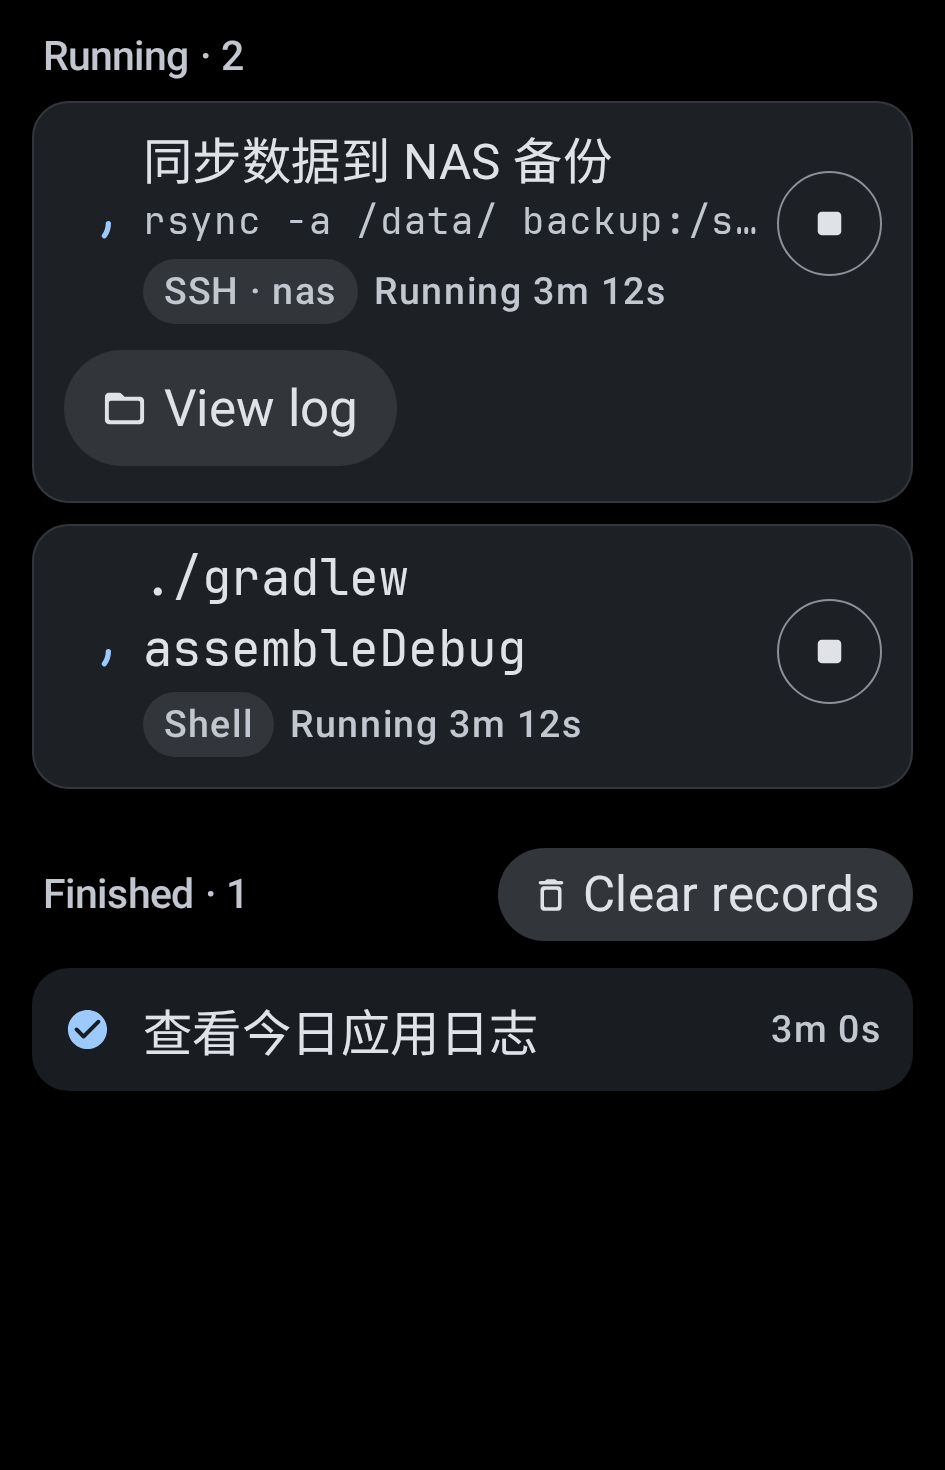 Running · 2
同步数据到 NAS 备份
rsync -a /data/ backup:/s…
SSH · nas Running 3m 12s
View log
./gradlew
assembleDebug
Shell Running 3m 12s
Finished · 1 Clear records
查看今日应用日志 3m 0s